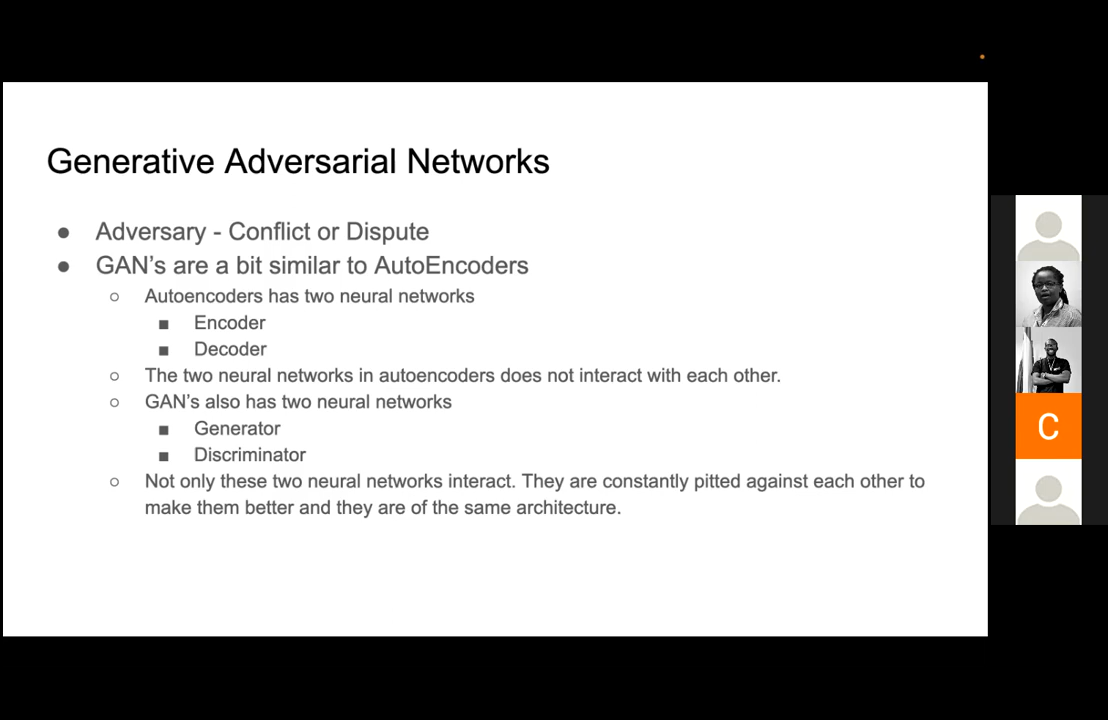 Generative Adversarial Networks
● Adversary - Conflict or Dispute
● GAN's are a bit similar to AutoEncoders
○ Autoencoders has two neural networks
■ Encoder
■ Decoder
○ The two neural networks in autoencoders does not interact with each other.
○ GAN's also has two neural networks
■ Generator
■ Discriminator
○ Not only these two neural networks interact. They are constantly pitted against each other to
make them better and they are of the same architecture.
C